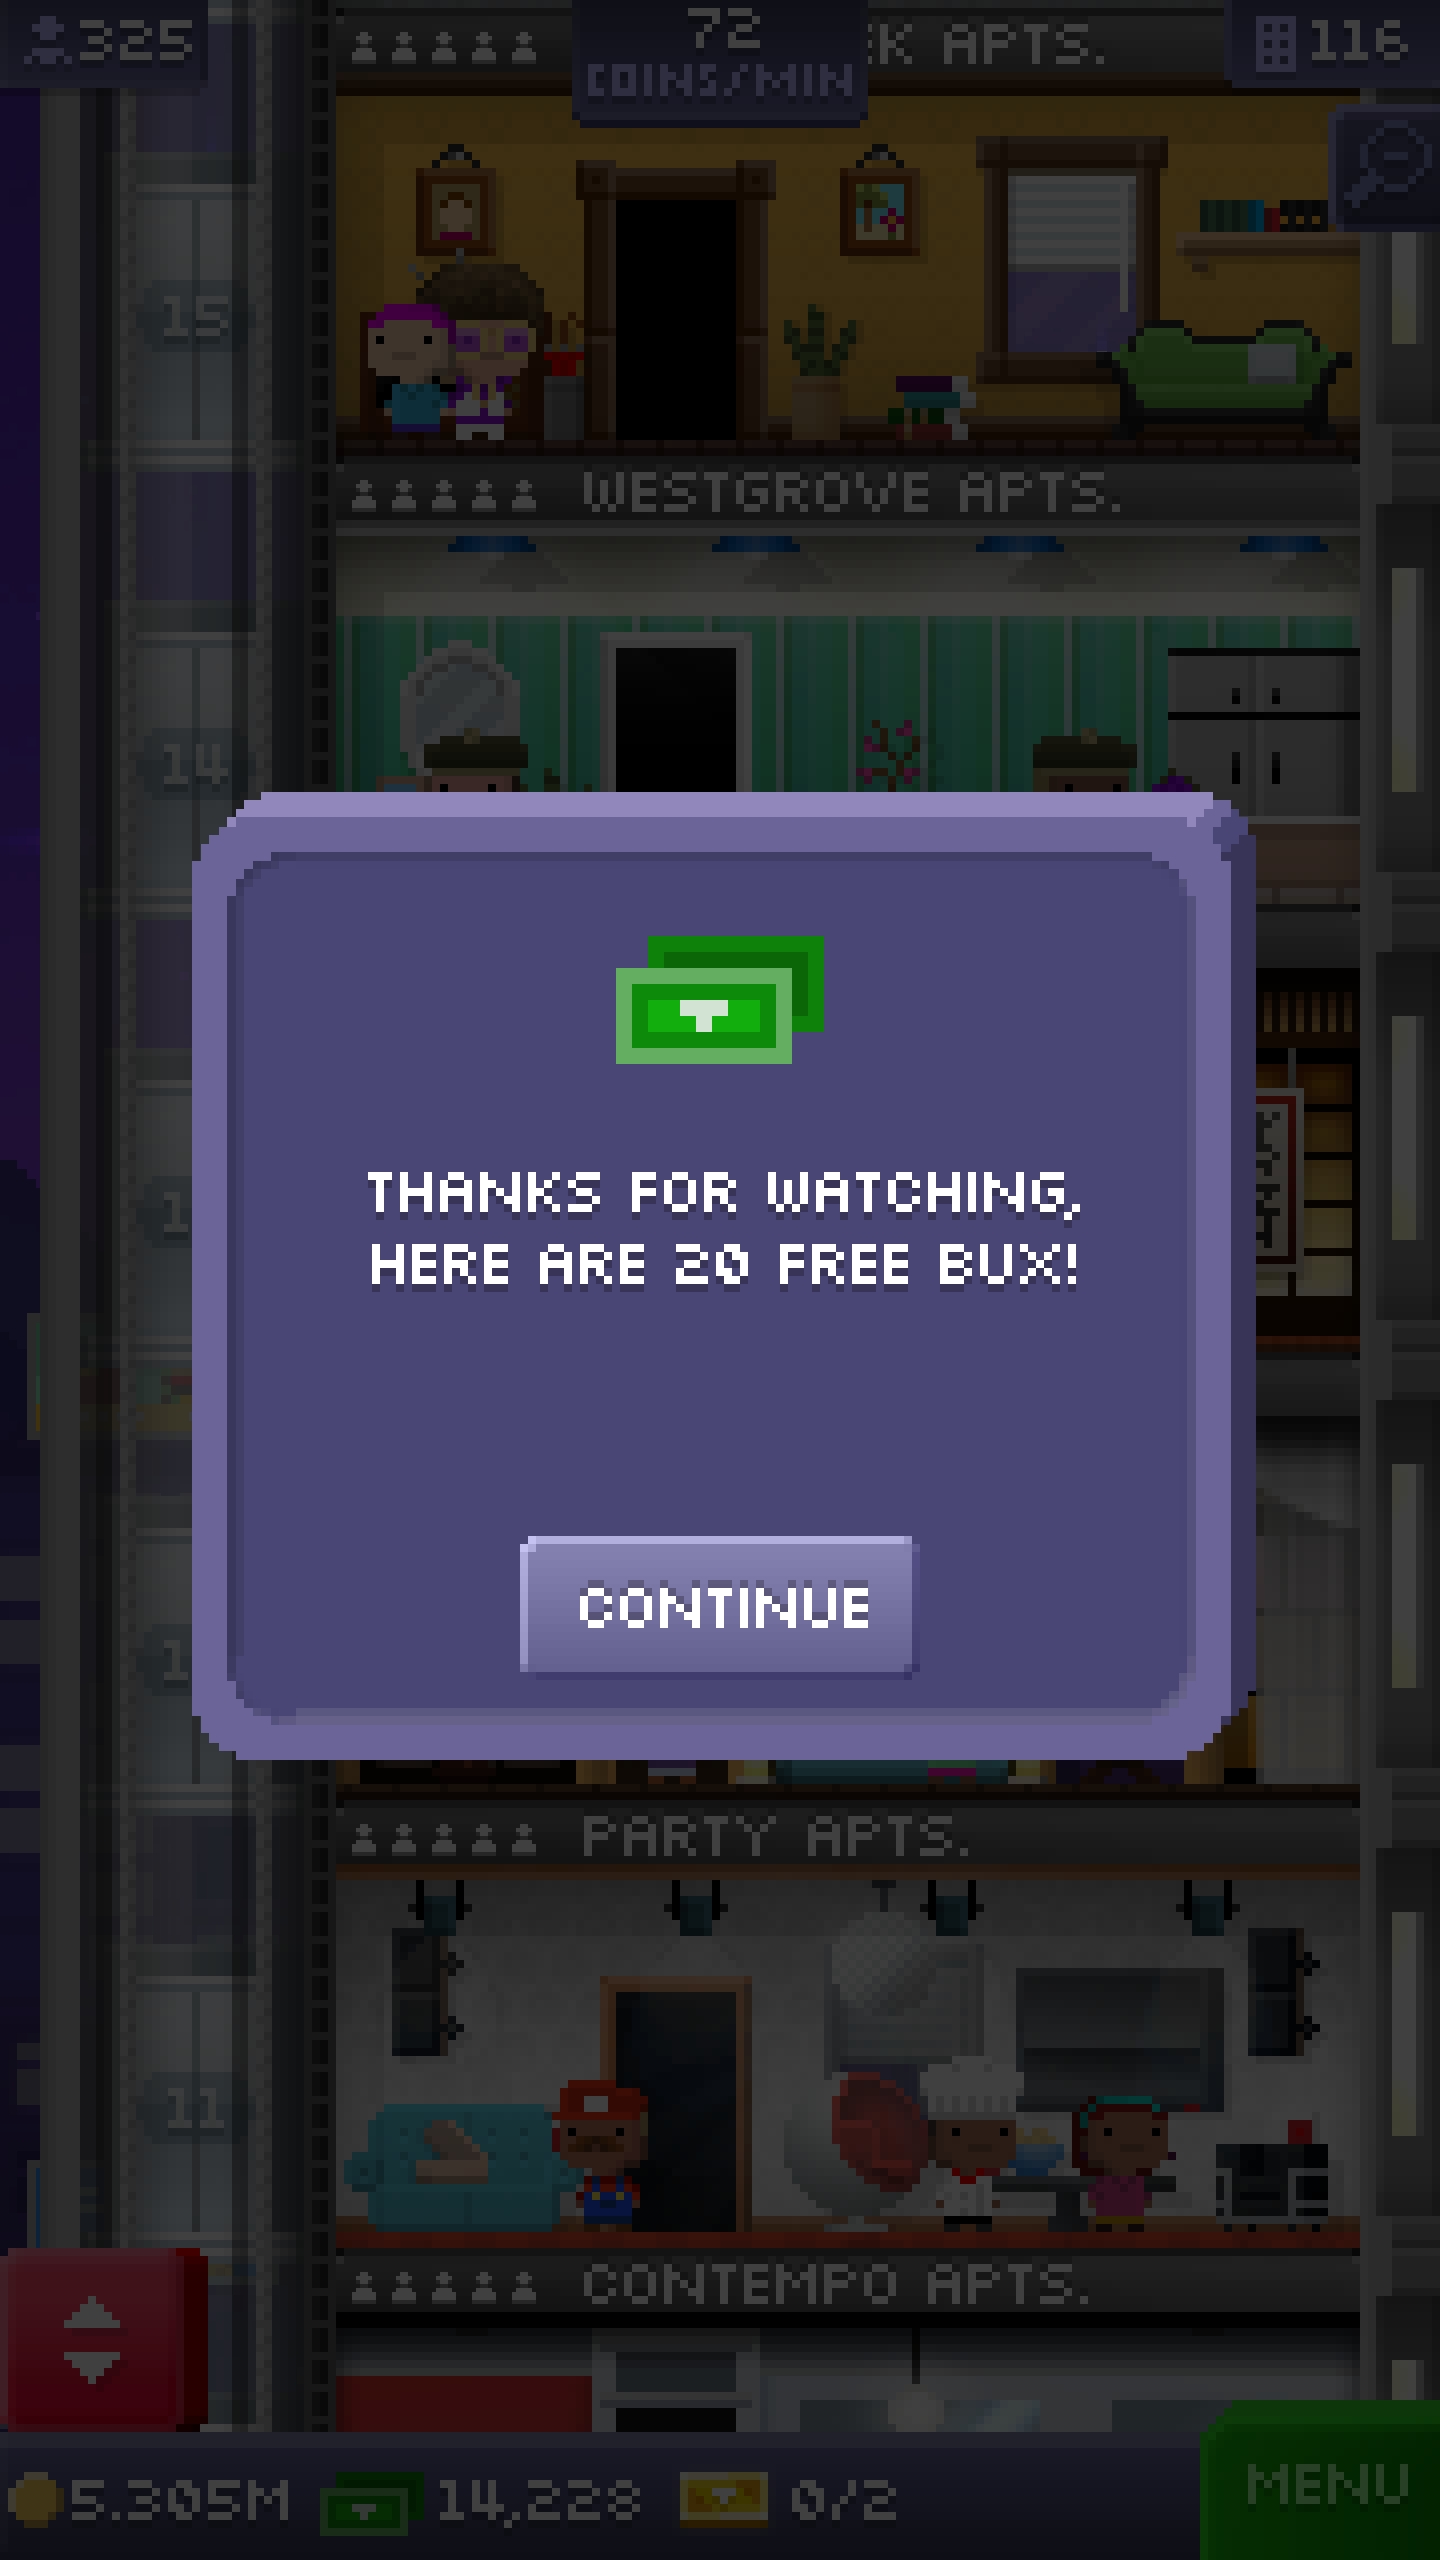 325
72
COINS/MIN
K APTS.
116
15
WESTGROVE APTS.
14
THANKS FOR WATCHING,
HERE ARE 20 FREE BUX!
CONTINUE
PARTY APTS.
11
CONTEMPO APTS.
5.305M
14,228
0/2
MENU